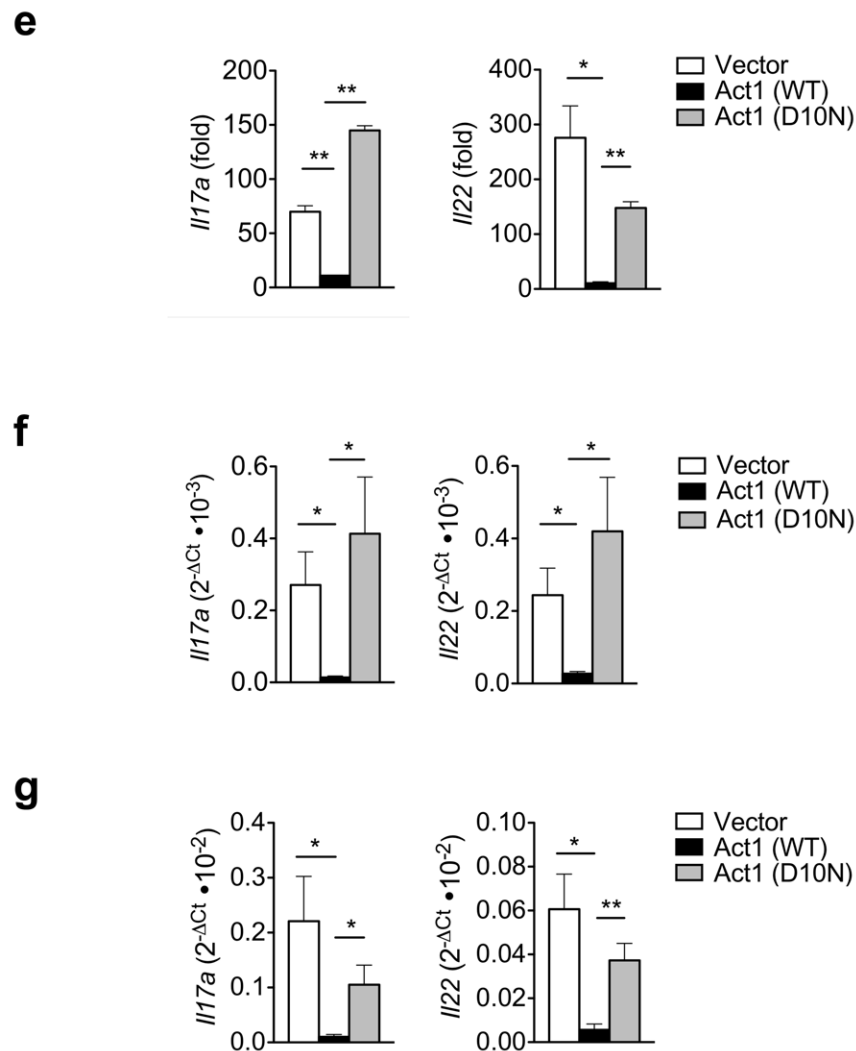 e
Il17a (fold)
200
150
100
50
0
**
**
Il22 (fold)
400
300
200
100
0
*
**
Vector
Act1 (WT)
Act1 (D10N)
f
Il17a (2-ΔCt •10-3)
0.6
0.4
0.2
0.0
*
*
Il22 (2-ΔCt •10-3)
0.6
0.4
0.2
0.0
*
*
Vector
Act1 (WT)
Act1 (D10N)
g
Il17a (2-ΔCt •10-2)
0.4
0.3
0.2
0.1
0.0
*
*
Il22 (2-ΔCt •10-2)
0.10
0.08
0.06
0.04
0.02
0.00
*
**
Vector
Act1 (WT)
Act1 (D10N)